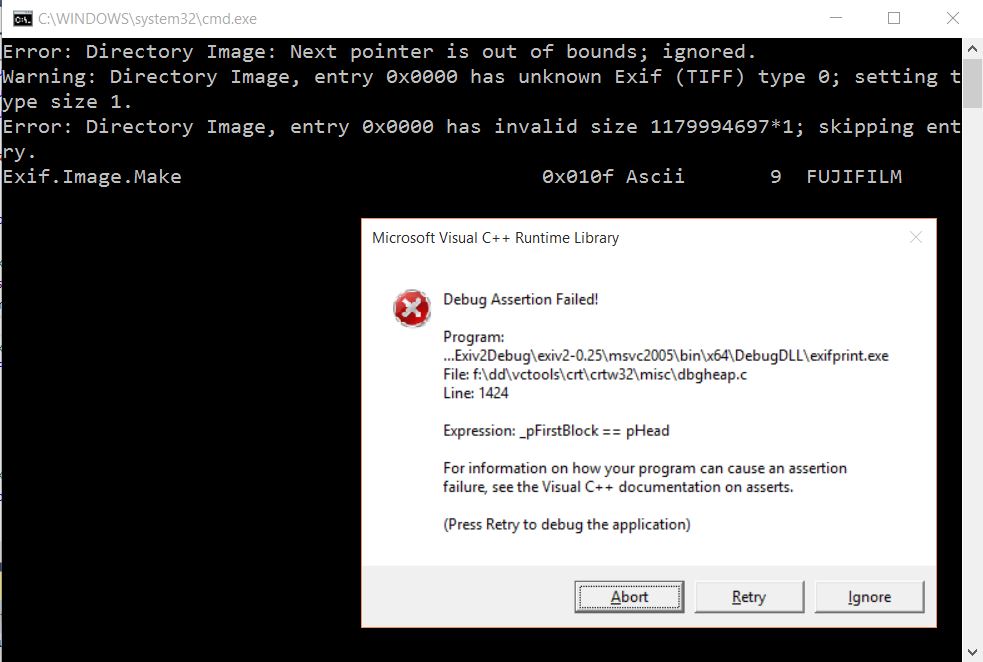 C:\WINDOWS\system32\cmd.exe
Error: Directory Image: Next pointer is out of bounds; ignored.
Warning: Directory Image, entry 0x0000 has unknown Exif (TIFF) type 0; setting t
ype size 1.
Error: Directory Image, entry 0x0000 has invalid size 1179994697*1; skipping ent
ry.
Exif.Image.Make 0x010f Ascii 9 FUJIFILM
Microsoft Visual C++ Runtime Library
Debug Assertion Failed!
Program:
...Exiv2Debug\exiv2-0.25\msvc2005\bin\x64\DebugDLL\exifprint.exe
File: f:\dd\vctools\crt\crtw32\misc\dbgheap.c
Line: 1424
Expression: _pFirstBlock == pHead
For information on how your program can cause an assertion
failure, see the Visual C++ documentation on asserts.
(Press Retry to debug the application)
Abort Retry Ignore